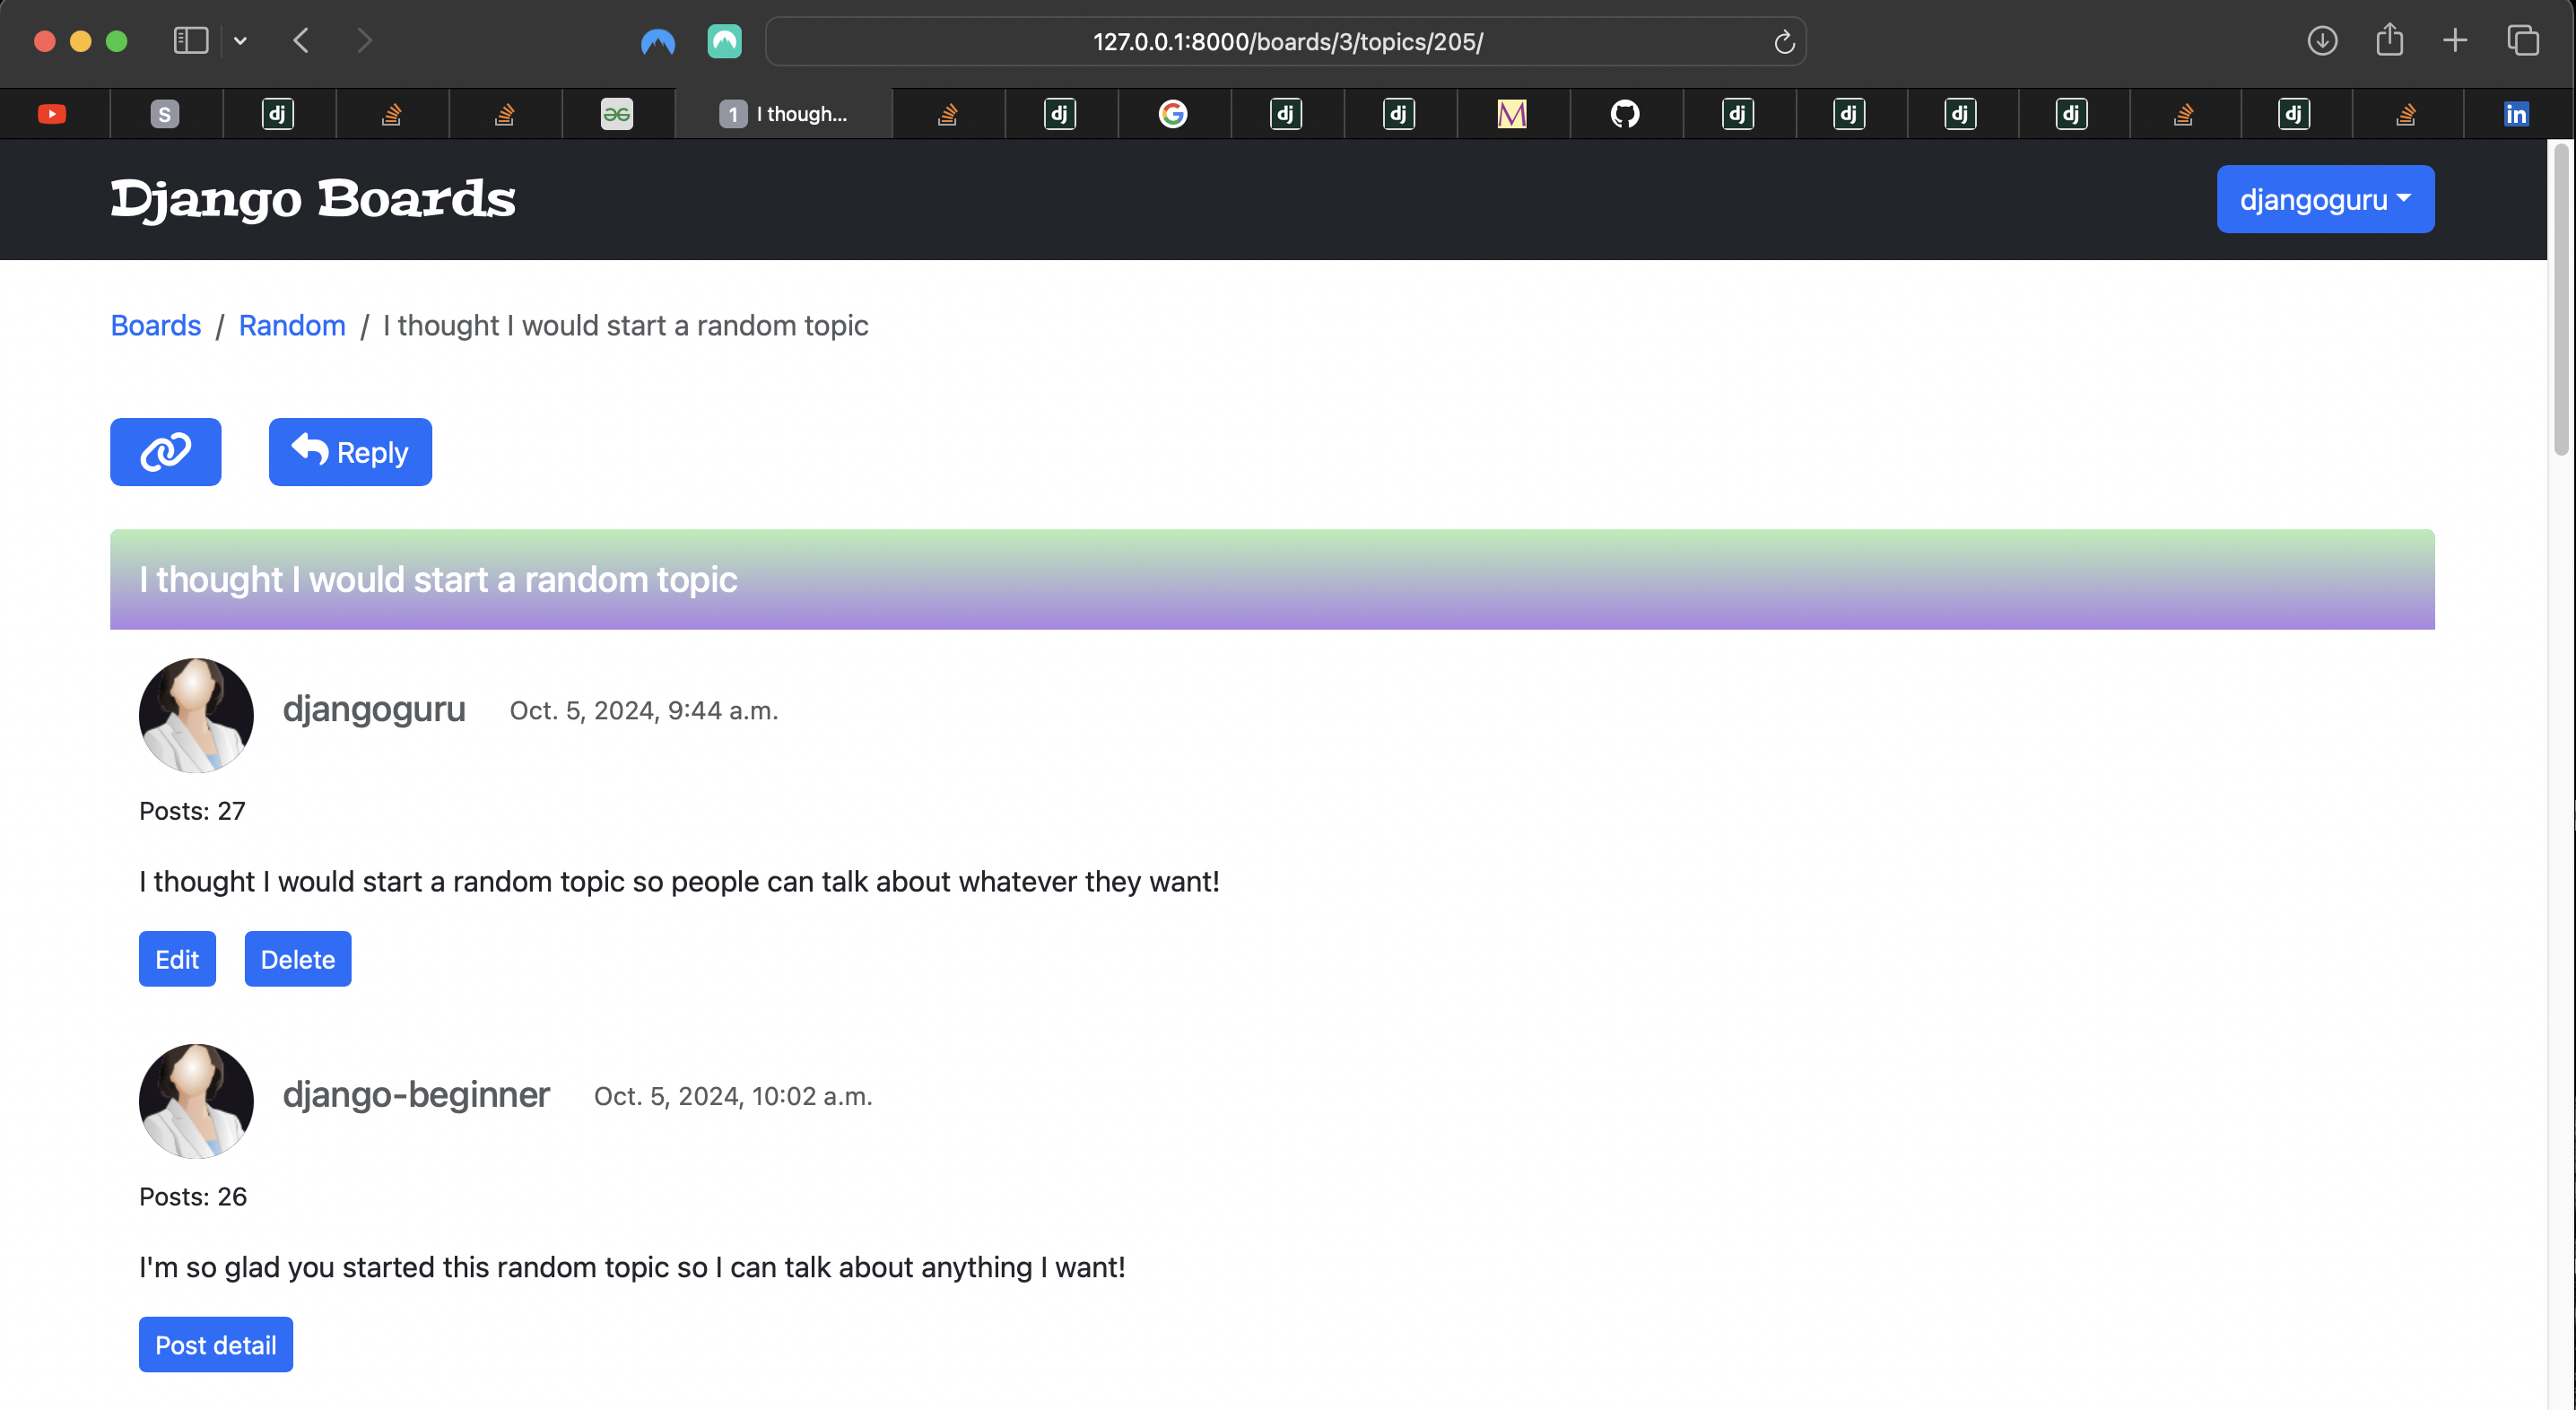 127.0.0.1:8000/boards/3/topics/205/
S dj 1 I though... dj G dj dj M dj dj dj dj dj in
Django Boards
djangoguru
Boards / Random / I thought I would start a random topic
Reply
I thought I would start a random topic
djangoguru Oct. 5, 2024, 9:44 a.m.
Posts: 27
I thought I would start a random topic so people can talk about whatever they want!
Edit Delete
django-beginner Oct. 5, 2024, 10:02 a.m.
Posts: 26
I'm so glad you started this random topic so I can talk about anything I want!
Post detail